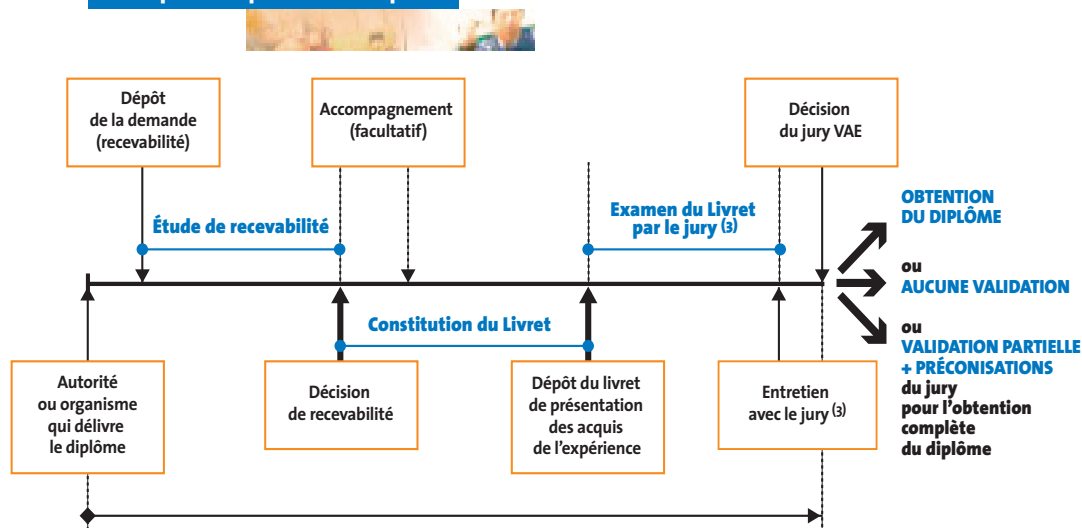 Dépôt
de la demande
(recevabilité)
Accompagnement
(facultatif)
Décision
du jury VAE
Étude de recevabilité
Examen du Livret
par le jury (3)
OBTENTION
DU DIPLÔME
ou
AUCUNE VALIDATION
ou
VALIDATION PARTIELLE
+ PRÉCONISATIONS
du jury
pour l’obtention
complète
du diplôme
Constitution du Livret
Autorité
ou organisme
qui délivre
le diplôme
Décision
de recevabilité
Dépôt du livret
de présentation
des acquis
de l’expérience
Entretien
avec le jury (3)